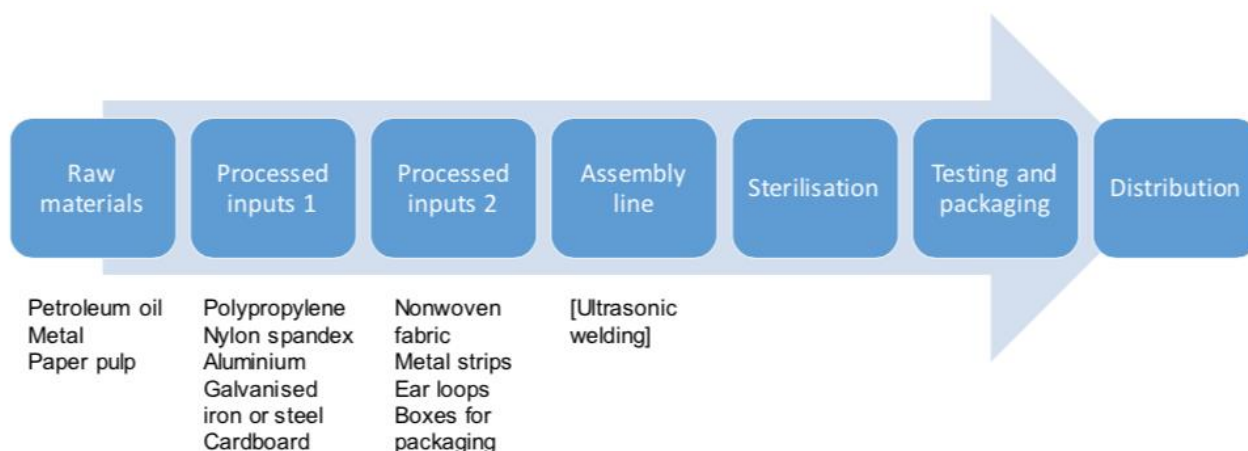 Raw
materials
Processed
inputs 1
Processed
inputs 2
Assembly
line
Sterilisation
Testing and
packaging
Distribution
Petroleum oil
Metal
Paper pulp
Polypropylene
Nylon spandex
Aluminium
Galvanised
iron or steel
Cardboard
Nonwoven
fabric
Metal strips
Ear loops
Boxes for
packaging
[Ultrasonic
welding]